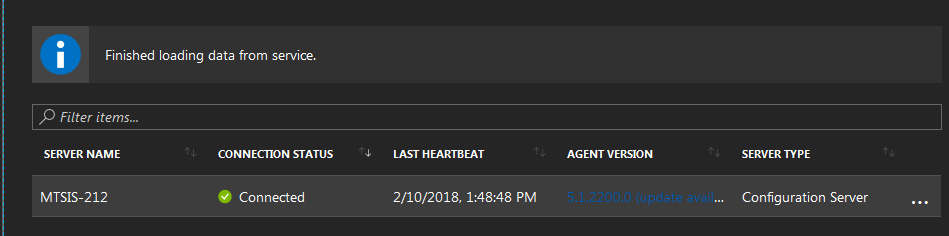 Finished loading data from service.
Filter items...
SERVER NAME CONNECTION STATUS LAST HEARTBEAT AGENT VERSION SERVER TYPE
MTSIS-212 Connected 2/10/2018, 1:48:48 PM 5.1.2200.0 (update avail... Configuration Server ...